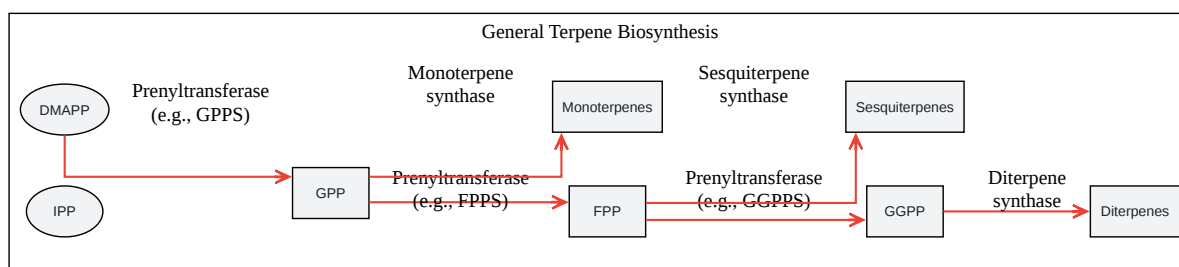 General Terpene Biosynthesis
DMAPP
Prenyltransferase
(e.g., GPPS)
Monoterpene
synthase
Monoterpenes
Sesquiterpene
synthase
Sesquiterpenes
IPP
GPP
Prenyltransferase
(e.g., FPPS)
FPP
Prenyltransferase
(e.g., GGPPS)
GGPP
Diterpene
synthase
Diterpenes